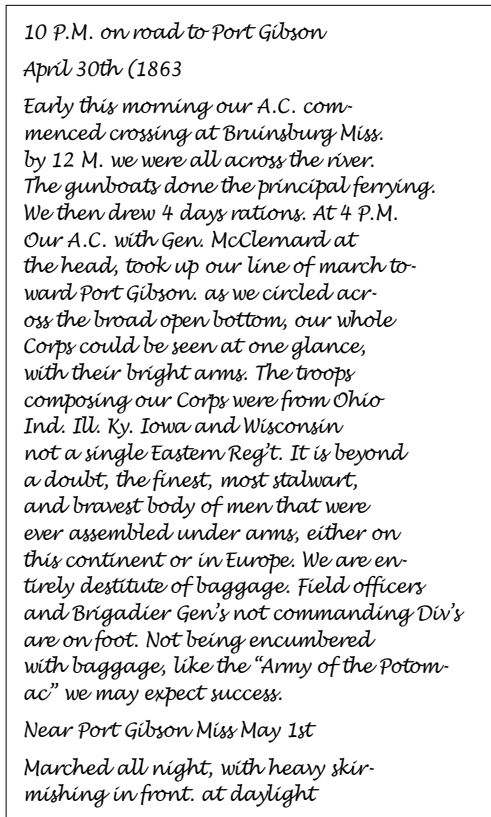 10 P.M. on road to Port Gibson
April 30th (1863
Early this morning our A.C. com-
menced crossing at Bruinsburg Miss.
by 12 M. we were all across the river.
The gunboats done the principal ferrying.
We then drew 4 days rations. At 4 P.M.
Our A.C. with Gen. McClernard at
the head, took up our line of march to-
ward Port Gibson. as we circled acr-
oss the broad open bottom, our whole
Corps could be seen at one glance,
with their bright arms. The troops
composing our Corps were from Ohio
Ind. Ill. Ky. Iowa and Wisconsin
not a single Eastern Reg't. It is beyond
a doubt, the finest, most stalwart,
and bravest body of men that were
ever assembled under arms, either on
this continent or in Europe. We are en-
tirely destitute of baggage. Field officers
and Brigadier Gen's not commanding Div's
are on foot. Not being encumbered
with baggage, like the “Army of the Potom-
ac” we may expect success.
Near Port Gibson Miss May 1st
Marched all night, with heavy skir-
mishing in front. at daylight